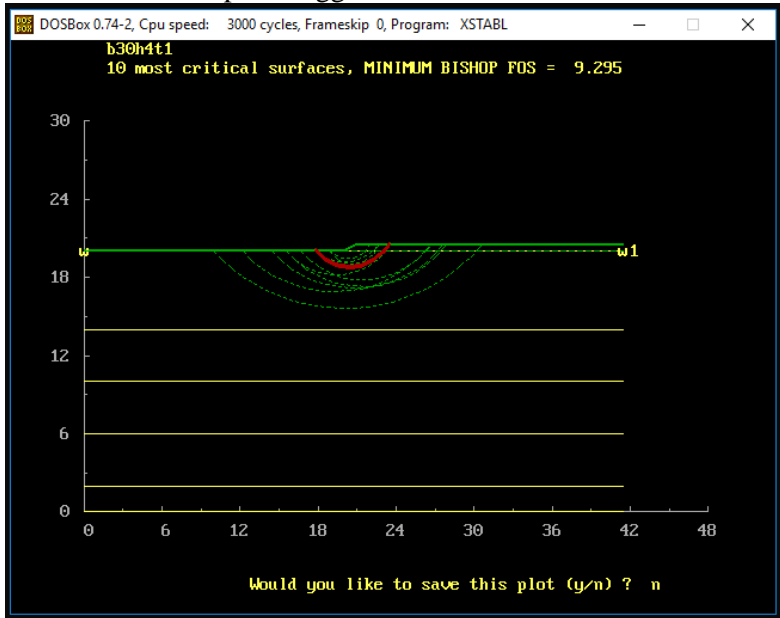 DOSBox 0.74-2, Cpu speed: 3000 cycles, Frameskip 0, Program: XSTABL
b30h4t1
10 most critical surfaces, MINIMUM BISHOP FOS = 9.295
30
24
w
w1
18
12
6
0
0 6 12 18 24 30 36 42 48
Would you like to save this plot (y/n) ? n